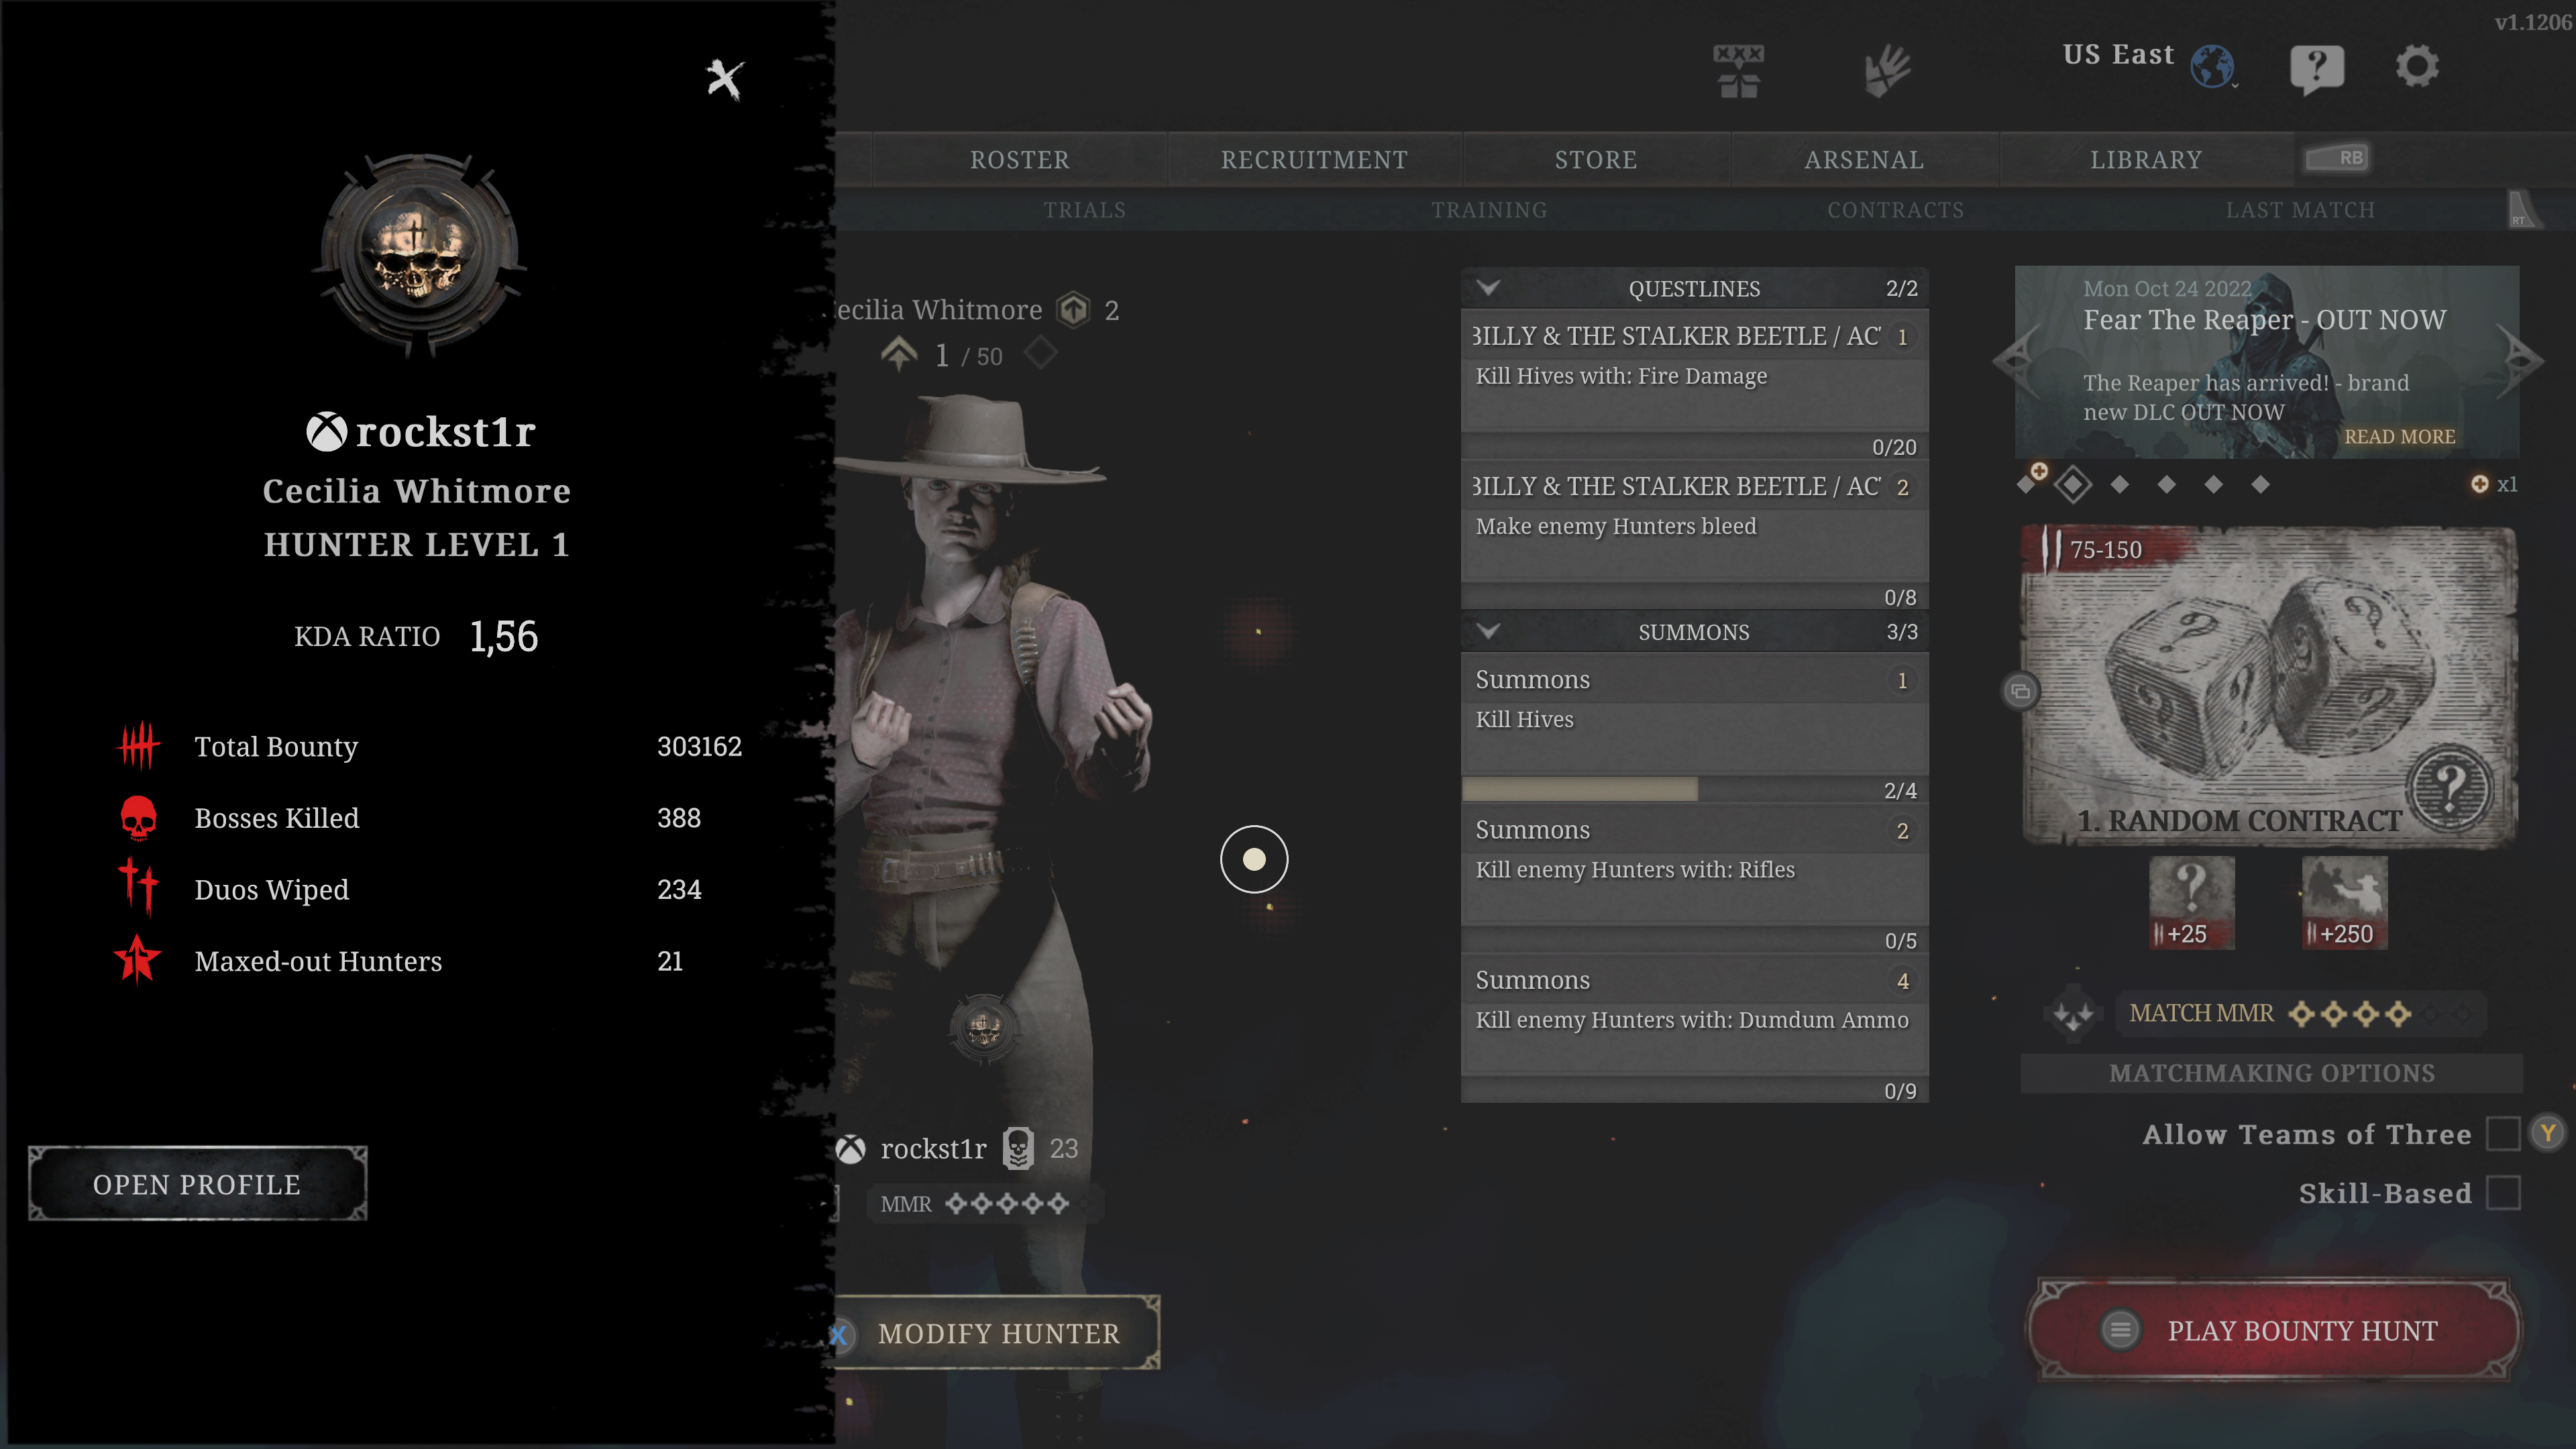 v1.1206
US East
ROSTER
RECRUITMENT
STORE
ARSENAL
LIBRARY
RB
TRIALS
TRAINING
CONTRACTS
LAST MATCH
RT
rockst1r
Cecilia Whitmore
HUNTER LEVEL 1
KDA RATIO 1,56
Total Bounty 303162
Bosses Killed 388
Duos Wiped 234
Maxed-out Hunters 21
OPEN PROFILE
ecilia Whitmore 2
1 / 50
rockst1r 23
MMR
X MODIFY HUNTER
QUESTLINES 2/2
BILLY & THE STALKER BEETLE / AC 1
Kill Hives with: Fire Damage
0/20
BILLY & THE STALKER BEETLE / AC 2
Make enemy Hunters bleed
0/8
SUMMONS 3/3
Summons 1
Kill Hives
2/4
Summons 2
Kill enemy Hunters with: Rifles
0/5
Summons 4
Kill enemy Hunters with: Dumdum Ammo
0/9
Mon Oct 24 2022
Fear The Reaper - OUT NOW
The Reaper has arrived! - brand
new DLC OUT NOW
READ MORE
x1
75-150
1. RANDOM CONTRACT
+25
+250
MATCH MMR
MATCHMAKING OPTIONS
Allow Teams of Three Y
Skill-Based
PLAY BOUNTY HUNT